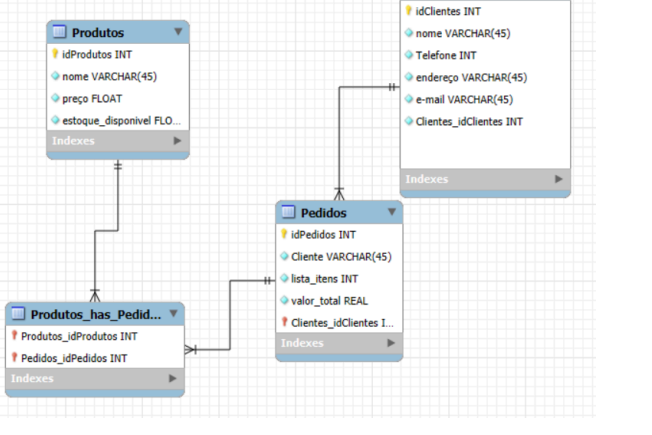 Produtos
idProdutos INT
nome VARCHAR(45)
preço FLOAT
estoque_disponivel FLO...
Indexes
idClientes INT
nome VARCHAR(45)
Telefone INT
endereço VARCHAR(45)
e-mail VARCHAR(45)
Clientes_idClientes INT
Indexes
Pedidos
idPedidos INT
Cliente VARCHAR(45)
lista_itens INT
valor_total REAL
Clientes_idClientes I...
Indexes
Produtos_has_Pedid...
Produtos_idProdutos INT
Pedidos_idPedidos INT
Indexes